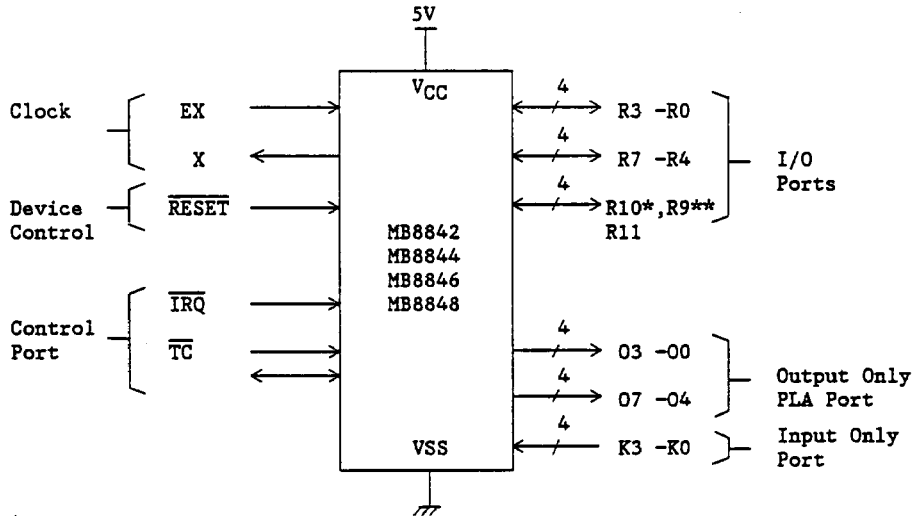 5V
VCC
Clock
EX
X
Device
Control
RESET
Control
Port
IRQ
TC
MB8842
MB8844
MB8846
MB8848
VSS
4
R3 -R0
4
R7 -R4
4
R10*,R9**
R11
I/O
Ports
4
O3 -O0
4
O7 -O4
Output Only
PLA Port
4
K3 -K0
Input Only
Port